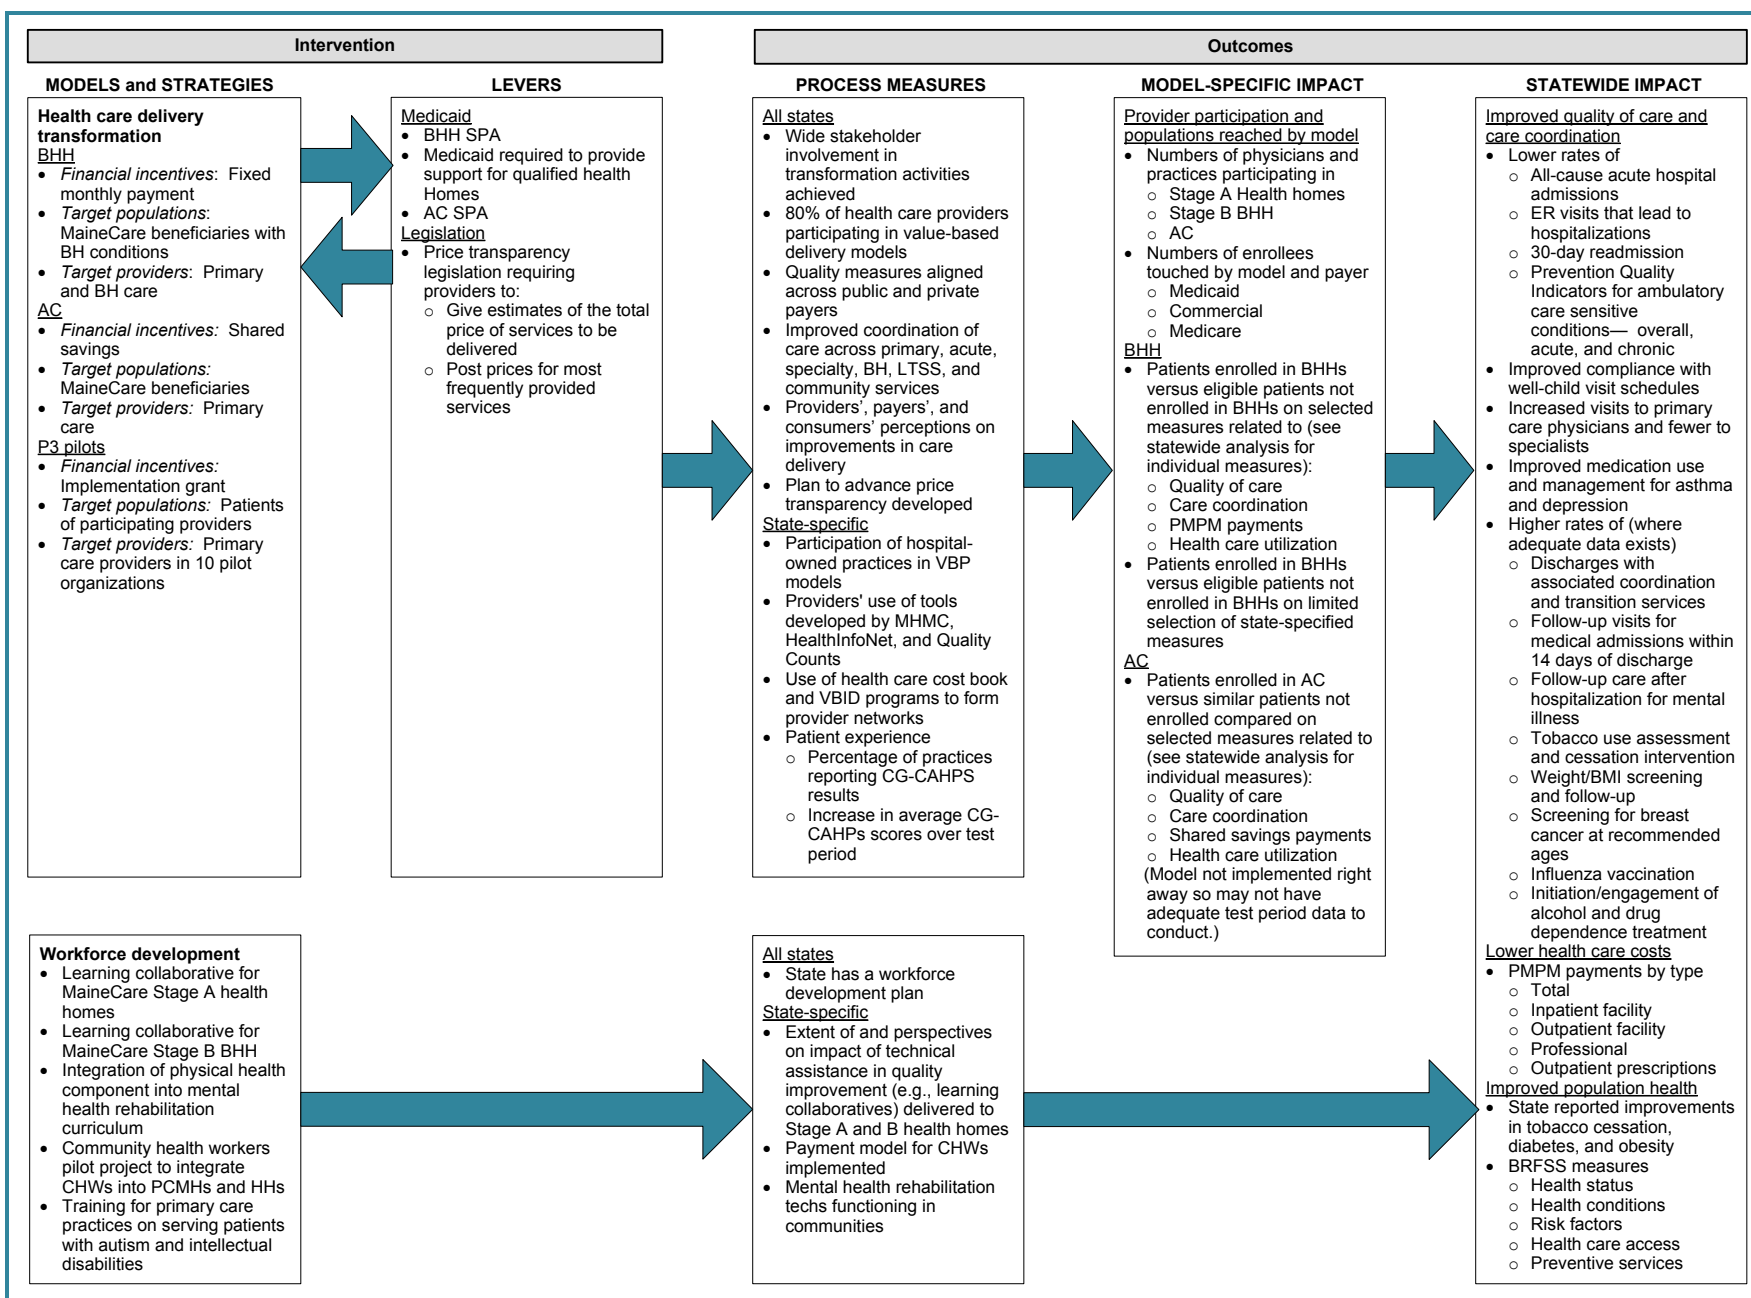 Intervention
Outcomes
MODELS and STRATEGIES
Health care delivery
transformation
BHH
• Financial incentives: Fixed
monthly payment
• Target populations:
MaineCare beneficiaries with
BH conditions
• Target providers: Primary
and BH care
AC
• Financial incentives: Shared
savings
• Target populations:
MaineCare beneficiaries
• Target providers: Primary
care
P3 pilots
• Financial incentives:
Implementation grant
• Target populations: Patients
of participating providers
• Target providers: Primary
care providers in 10 pilot
organizations
LEVERS
Medicaid
• BHH SPA
• Medicaid required to provide
support for qualified health
Homes
• AC SPA
Legislation
• Price transparency
legislation requiring
providers to:
o Give estimates of the total
price of services to be
delivered
o Post prices for most
frequently provided
services
PROCESS MEASURES
All states
• Wide stakeholder
involvement in
transformation activities
achieved
• 80% of health care providers
participating in value-based
delivery models
• Quality measures aligned
across public and private
payers
• Improved coordination of
care across primary, acute,
specialty, BH, LTSS, and
community services
• Providers', payers', and
consumers' perceptions on
improvements in care
delivery
• Plan to advance price
transparency developed
State-specific
• Participation of hospital-
owned practices in VBP
models
• Providers' use of tools
developed by MHMC,
HealthInfoNet, and Quality
Counts
• Use of health care cost book
and VBID programs to form
provider networks
• Patient experience
o Percentage of practices
reporting CG-CAHPS
results
o Increase in average CG-
CAHPs scores over test
period
MODEL-SPECIFIC IMPACT
Provider participation and
populations reached by model
• Numbers of physicians and
practices participating in
o Stage A Health homes
o Stage B BHH
o AC
• Numbers of enrollees
touched by model and payer
o Medicaid
o Commercial
o Medicare
BHH
• Patients enrolled in BHHs
versus eligible patients not
enrolled in BHHs on selected
measures related to (see
statewide analysis for
individual measures):
o Quality of care
o Care coordination
o PMPM payments
o Health care utilization
• Patients enrolled in BHHs
versus eligible patients not
enrolled in BHHs on limited
selection of state-specified
measures
AC
• Patients enrolled in AC
versus similar patients not
enrolled compared on
selected measures related to
(see statewide analysis for
individual measures):
o Quality of care
o Care coordination
o Shared savings payments
o Health care utilization
(Model not implemented right
away so may not have
adequate test period data to
conduct.)
STATEWIDE IMPACT
Improved quality of care and
care coordination
• Lower rates of
o All-cause acute hospital
admissions
o ER visits that lead to
hospitalizations
o 30-day readmission
o Prevention Quality
Indicators for ambulatory
care sensitive
conditions— overall,
acute, and chronic
• Improved compliance with
well-child visit schedules
• Increased visits to primary
care physicians and fewer to
specialists
• Improved medication use
and management for asthma
and depression
• Higher rates of (where
adequate data exists)
o Discharges with
associated coordination
and transition services
o Follow-up visits for
medical admissions within
14 days of discharge
o Follow-up care after
hospitalization for mental
illness
o Tobacco use assessment
and cessation intervention
o Weight/BMI screening
and follow-up
o Screening for breast
cancer at recommended
ages
o Influenza vaccination
o Initiation/engagement of
alcohol and drug
dependence treatment
Lower health care costs
• PMPM payments by type
o Total
o Inpatient facility
o Outpatient facility
o Professional
o Outpatient prescriptions
Improved population health
• State reported improvements
in tobacco cessation,
diabetes, and obesity
• BRFSS measures
o Health status
o Health conditions
o Risk factors
o Health care access
o Preventive services
Workforce development
• Learning collaborative for
MaineCare Stage A health
homes
• Learning collaborative for
MaineCare Stage B BHH
• Integration of physical health
component into mental
health rehabilitation
curriculum
• Community health workers
pilot project to integrate
CHWs into PCMHs and HHs
• Training for primary care
practices on serving patients
with autism and intellectual
disabilities
All states
• State has a workforce
development plan
State-specific
• Extent of and perspectives
on impact of technical
assistance in quality
improvement (e.g., learning
collaboratives) delivered to
Stage A and B health homes
• Payment model for CHWs
implemented
• Mental health rehabilitation
techs functioning in
communities